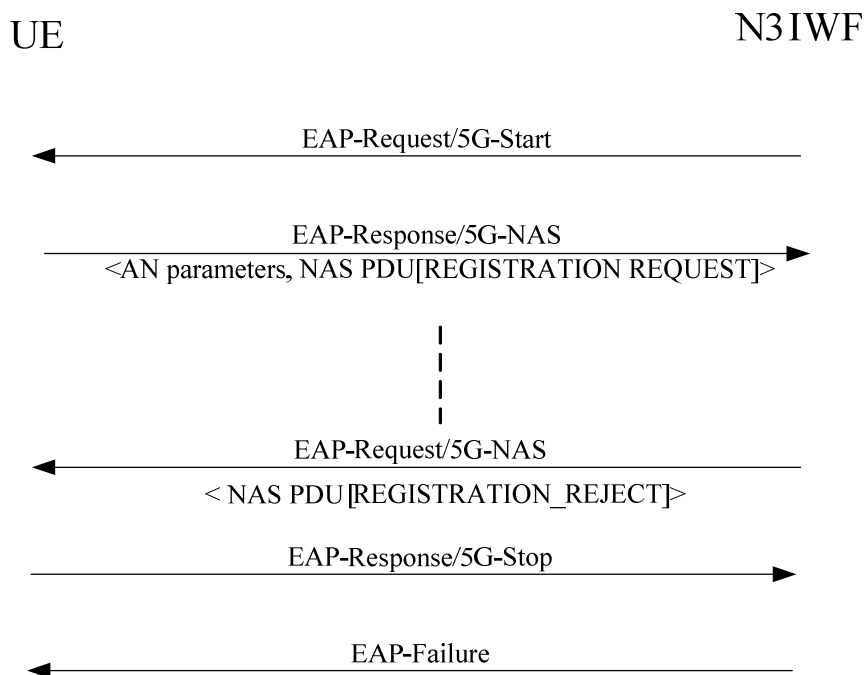 UE
N3IWF
EAP-Request/5G-Start
EAP-Response/5G-NAS
<AN parameters, NAS PDU[REGISTRATION REQUEST]>
EAP-Request/5G-NAS
< NAS PDU[REGISTRATION_REJECT]>
EAP-Response/5G-Stop
EAP-Failure